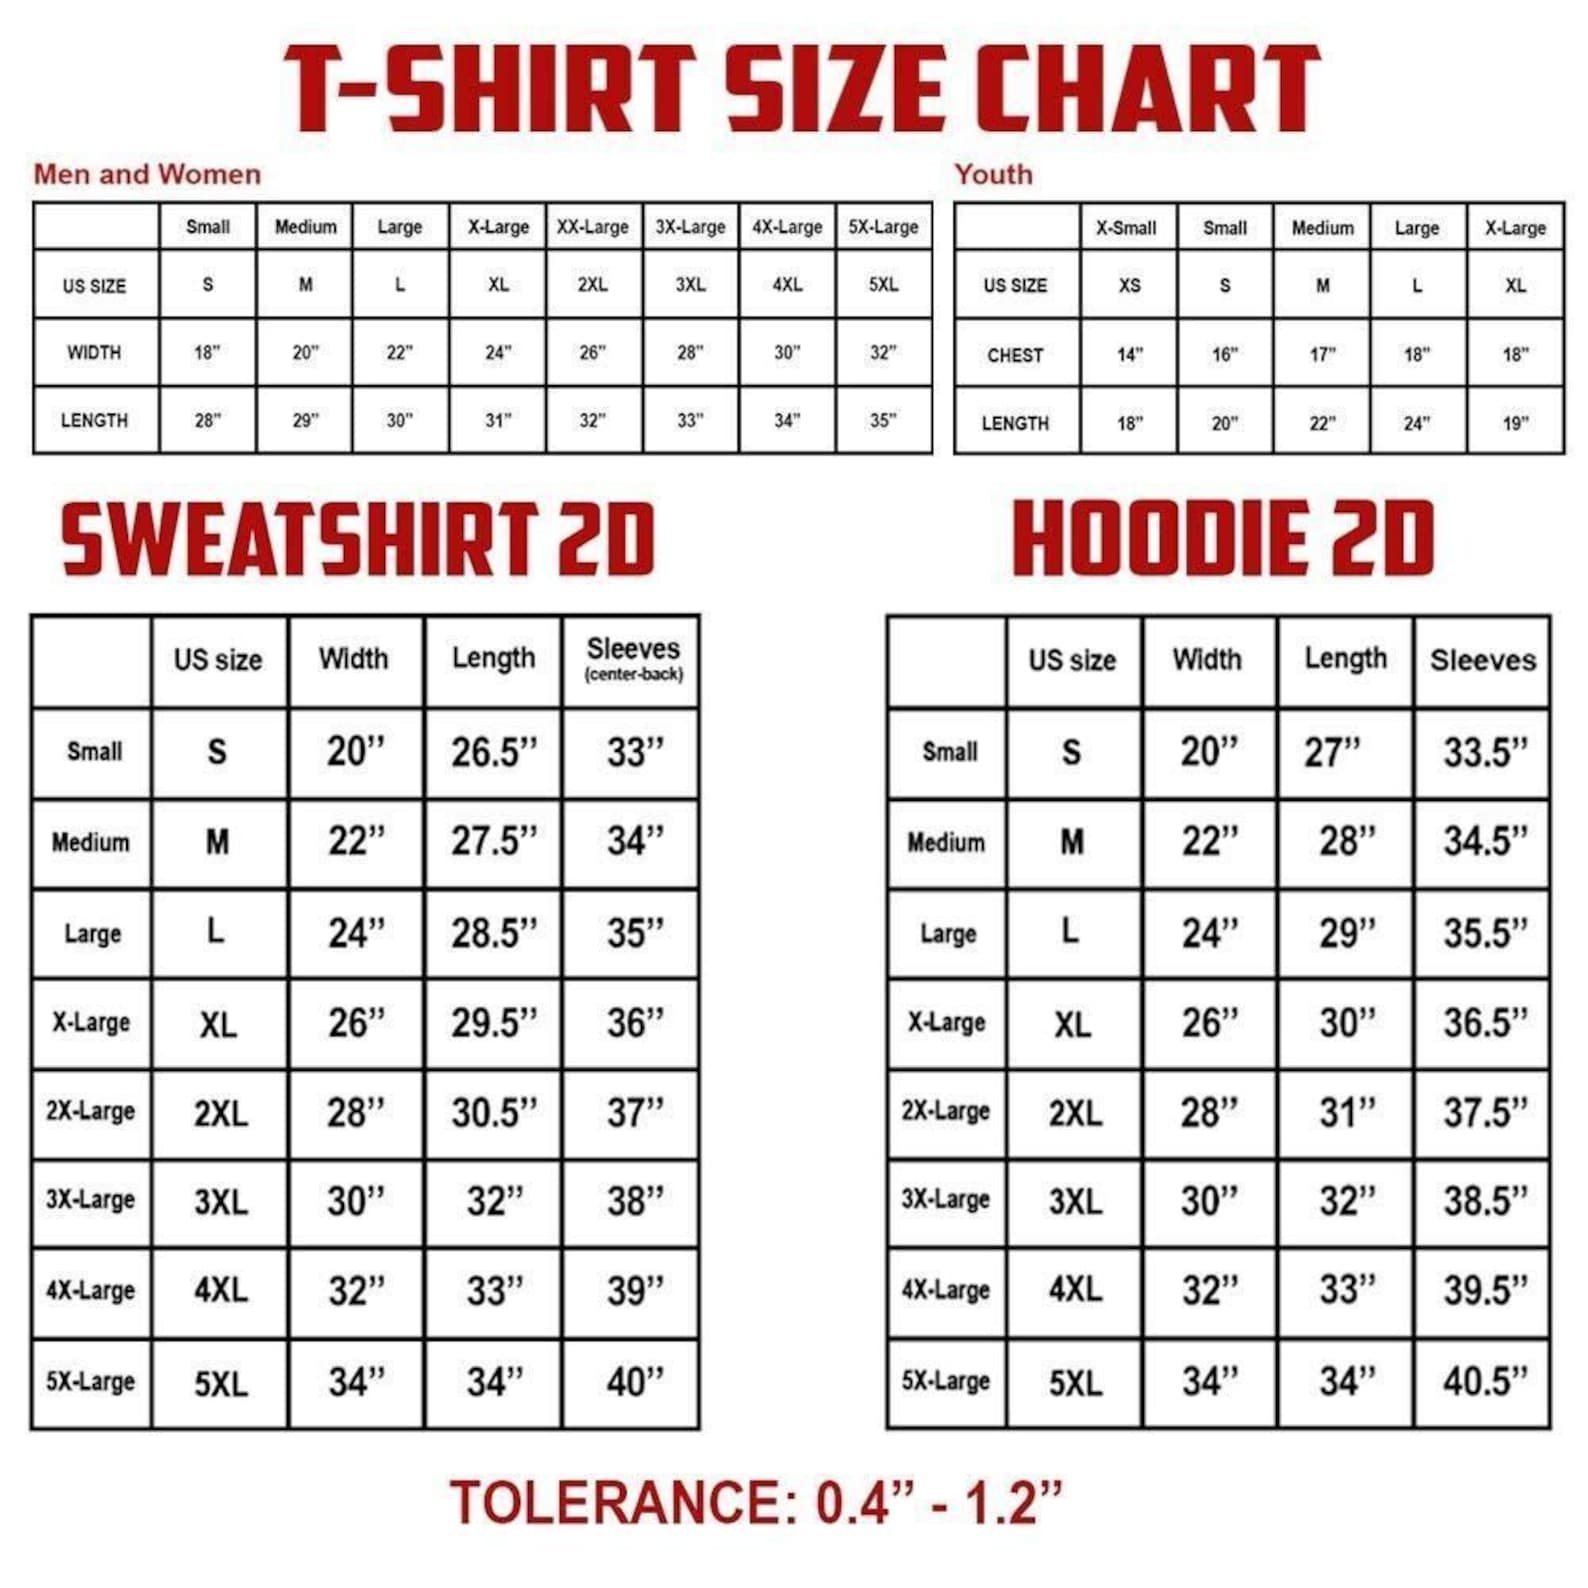 T-SHIRT SIZE CHART
Men and Women
Small Medium Large X-Large XX-Large 3X-Large 4X-Large 5X-Large
US SIZE S M L XL 2XL 3XL 4XL 5XL
WIDTH 18” 20” 22” 24” 26” 28” 30” 32”
LENGTH 28” 29” 30” 31” 32” 33” 34” 35”
Youth
X-Small Small Medium Large X-Large
US SIZE XS S M L XL
CHEST 14” 16” 17” 18” 18”
LENGTH 18” 20” 22” 24” 19”
SWEATSHIRT 2D
US size Width Length Sleeves
(center-back)
Small S 20’’ 26.5’’ 33’’
Medium M 22’’ 27.5’’ 34’’
Large L 24’’ 28.5’’ 35’’
X-Large XL 26’’ 29.5’’ 36’’
2X-Large 2XL 28’’ 30.5’’ 37’’
3X-Large 3XL 30’’ 32’’ 38’’
4X-Large 4XL 32’’ 33’’ 39’’
5X-Large 5XL 34’’ 34’’ 40’’
HOODIE 2D
US size Width Length Sleeves
Small S 20’’ 27’’ 33.5’’
Medium M 22’’ 28’’ 34.5’’
Large L 24’’ 29’’ 35.5’’
X-Large XL 26’’ 30’’ 36.5’’
2X-Large 2XL 28’’ 31’’ 37.5’’
3X-Large 3XL 30’’ 32’’ 38.5’’
4X-Large 4XL 32’’ 33’’ 39.5’’
5X-Large 5XL 34’’ 34’’ 40.5’’
TOLERANCE: 0.4” - 1.2”